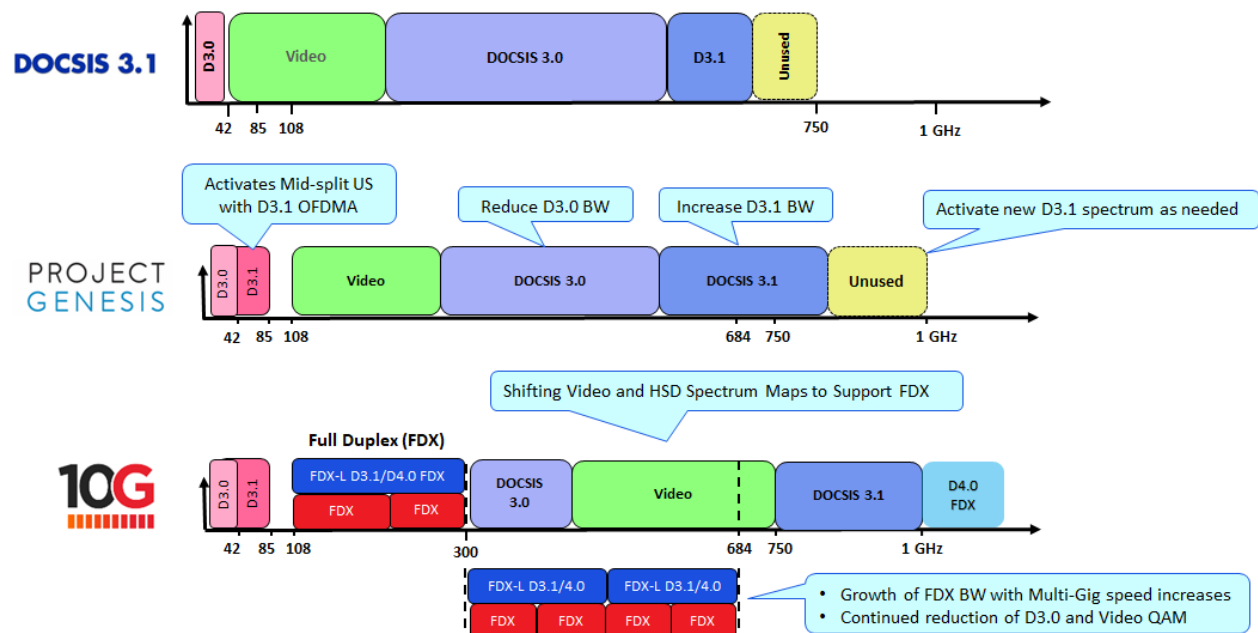 DOCSIS 3.1
D3.0
Video
DOCSIS 3.0
D3.1
Unused
42
85
108
750
1 GHz
Activates Mid-split US
with D3.1 OFDMA
Reduce D3.0 BW
Increase D3.1 BW
Activate new D3.1 spectrum as needed
PROJECT
GENESIS
D3.0
D3.1
Video
DOCSIS 3.0
DOCSIS 3.1
Unused
42
85
108
684
750
1 GHz
Shifting Video and HSD Spectrum Maps to Support FDX
Full Duplex (FDX)
10G
D3.0
D3.1
FDX-L D3.1/D4.0 FDX
FDX
FDX
DOCSIS
3.0
Video
DOCSIS 3.1
D4.0
FDX
42
85
108
300
684
750
1 GHz
FDX-L D3.1/4.0
FDX-L D3.1/4.0
FDX
FDX
FDX
FDX
• Growth of FDX BW with Multi-Gig speed increases
• Continued reduction of D3.0 and Video QAM